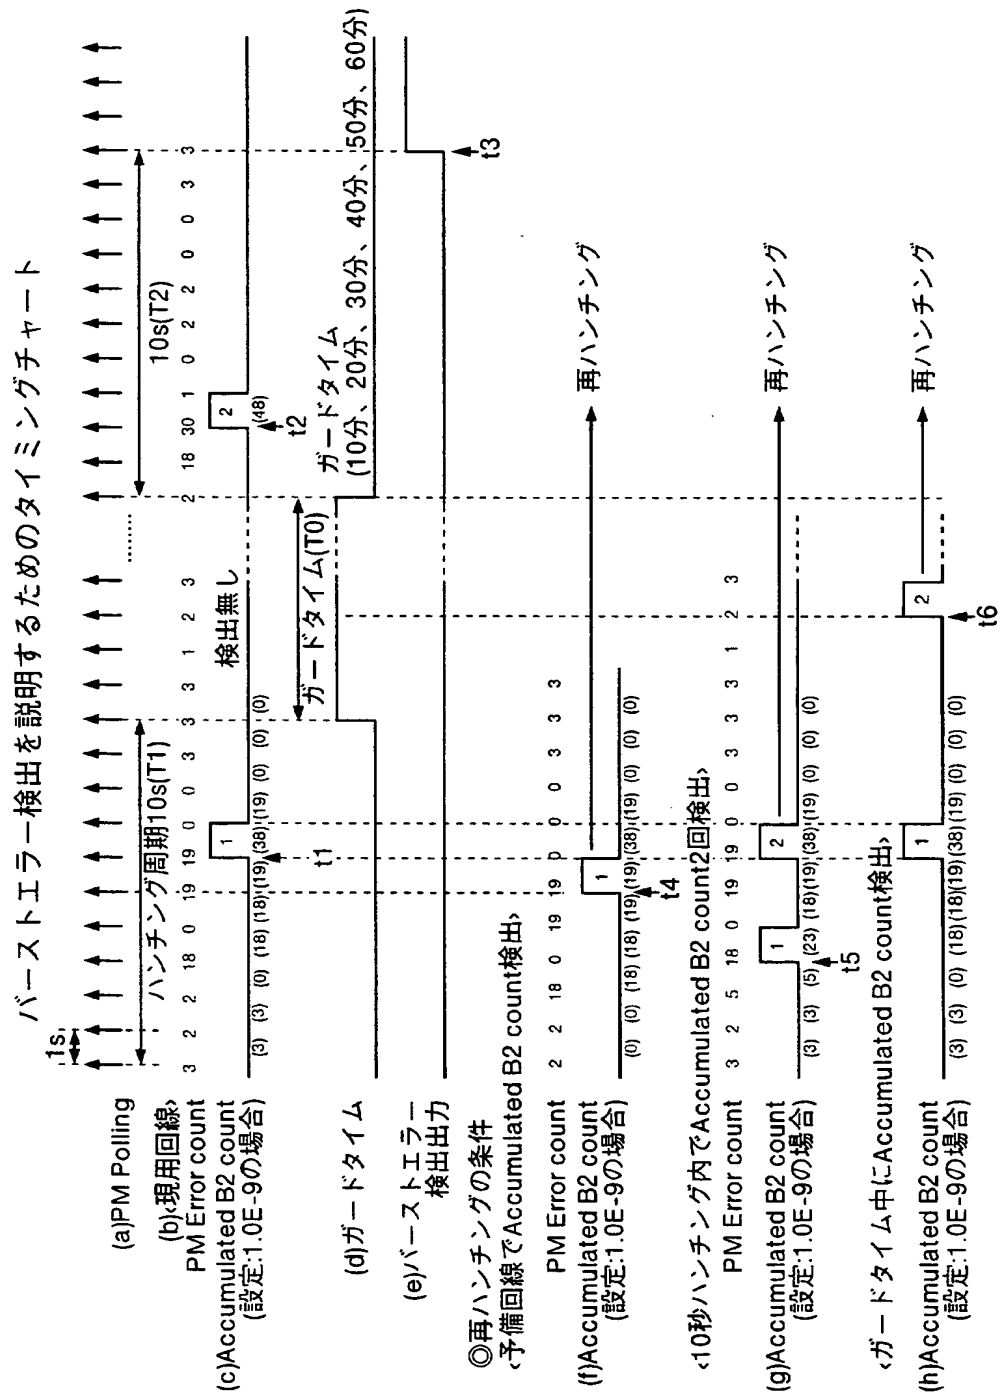 バーストエラー検出を説明するためのタイミングチャート
1s
(a)PM Polling ........
ハンチング周期10s(T1) 10s(T2)
(b)‹現用回線›
PM Error count 3 2 2 18 0 19 19 0 0 3 3 3 1 2 3 2 18 30 1 0 2 2 0 0 3 3
(c)Accumulated B2 count 1 検出無し 2
(設定:1.0E-9の場合) (3) (3) (0) (18) (18) (19) (38) (19) (0) (0) (0) (48)
t1 t2
ガードタイム(T0) ガードタイム
(d)ガードタイム (10分、20分、30分、40分、50分、60分)
(e)バーストエラー
検出出力
t3
◎再ハンチングの条件
‹予備回線でAccumulated B2 count検出›
PM Error count 2 2 18 0 19 19 0 0 0 3 3 3
(f)Accumulated B2 count 1 再ハンチング
(設定:1.0E-9の場合) (0) (0) (18) (18) (19) (19) (38) (19) (0) (0) (0)
t4
‹10秒ハンチング内でAccumulated B2 count2回検出›
PM Error count 3 2 5 18 0 19 19 0 0 3 3 3 1 2 3
(g)Accumulated B2 count 1 2 再ハンチング
(設定:1.0E-9の場合) (3) (3) (5) (23) (18) (19) (38) (19) (0) (0) (0)
t5
‹ガードタイム中にAccumulated B2 count検出›
(h)Accumulated B2 count 1 2 再ハンチング
(設定:1.0E-9の場合) (3) (3) (0) (18) (18) (19) (38) (19) (0) (0) (0)
t6